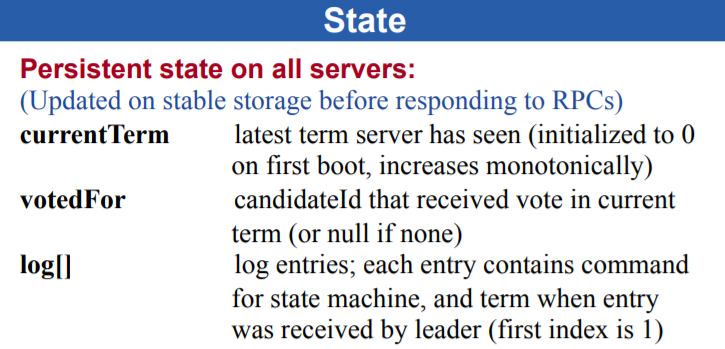 State
Persistent state on all servers:
(Updated on stable storage before responding to RPCs)
currentTerm latest term server has seen (initialized to 0
on first boot, increases monotonically)
votedFor candidateId that received vote in current
term (or null if none)
log[] log entries; each entry contains command
for state machine, and term when entry
was received by leader (first index is 1)